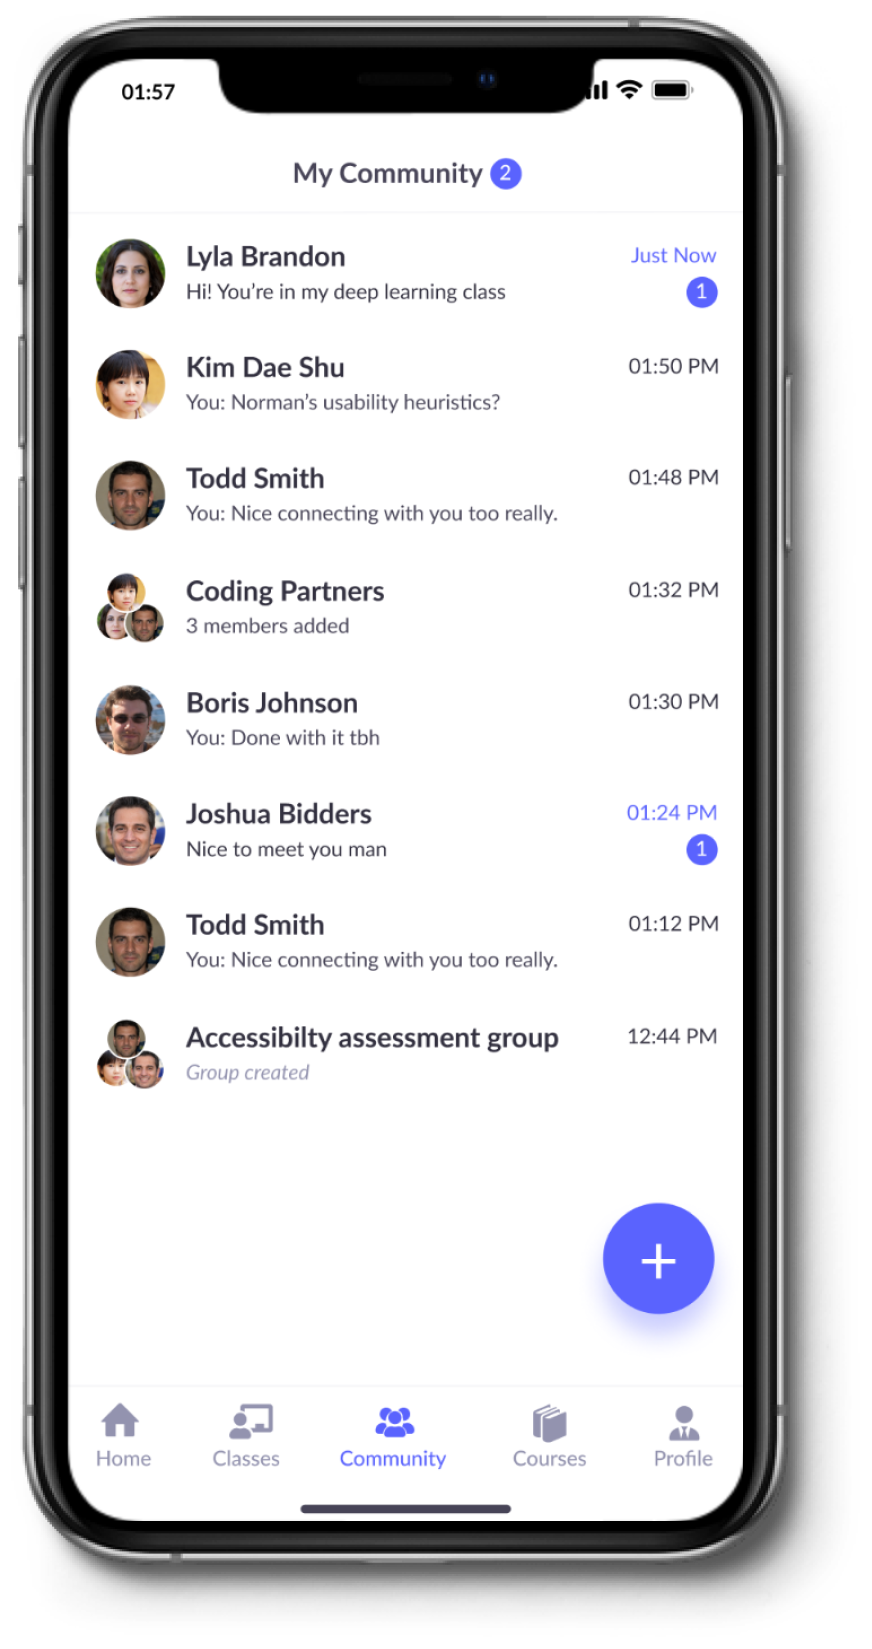 01:57
My Community 2
Lyla Brandon Just Now
Hi! You’re in my deep learning class 1
Kim Dae Shu 01:50 PM
You: Norman’s usability heuristics?
Todd Smith 01:48 PM
You: Nice connecting with you too really.
Coding Partners 01:32 PM
3 members added
Boris Johnson 01:30 PM
You: Done with it tbh
Joshua Bidders 01:24 PM
Nice to meet you man 1
Todd Smith 01:12 PM
You: Nice connecting with you too really.
Accessibilty assessment group 12:44 PM
Group created
+
Home Classes Community Courses Profile